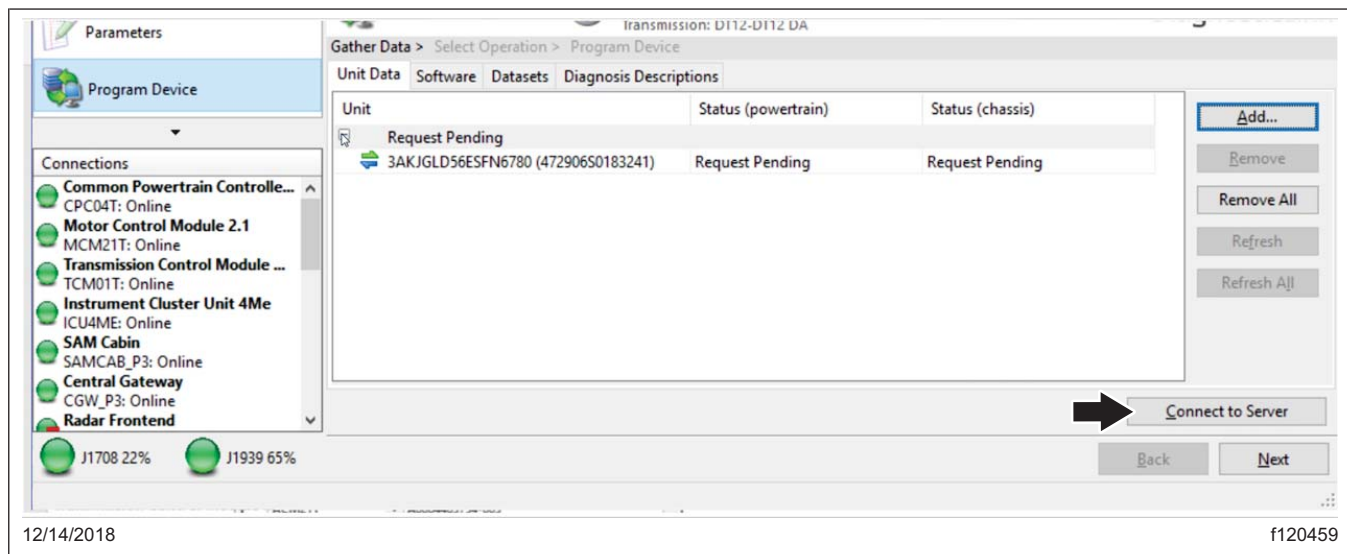 Parameters
Program Device
Connections
Common Powertrain Controlle...
CPC04T: Online
Motor Control Module 2.1
MCM21T: Online
Transmission Control Module ...
TCM01T: Online
Instrument Cluster Unit 4Me
ICU4ME: Online
SAM Cabin
SAMCAB_P3: Online
Central Gateway
CGW_P3: Online
Radar Frontend
J1708 22%
J1939 65%
Transmission: DT12-DT12 DA
Gather Data > Select Operation > Program Device
Unit Data Software Datasets Diagnosis Descriptions
Unit Status (powertrain) Status (chassis)
Request Pending
3AKJGLD56ESFN6780 (472906S0183241) Request Pending Request Pending
Add...
Remove
Remove All
Refresh
Refresh All
Connect to Server
Back Next
12/14/2018 f120459